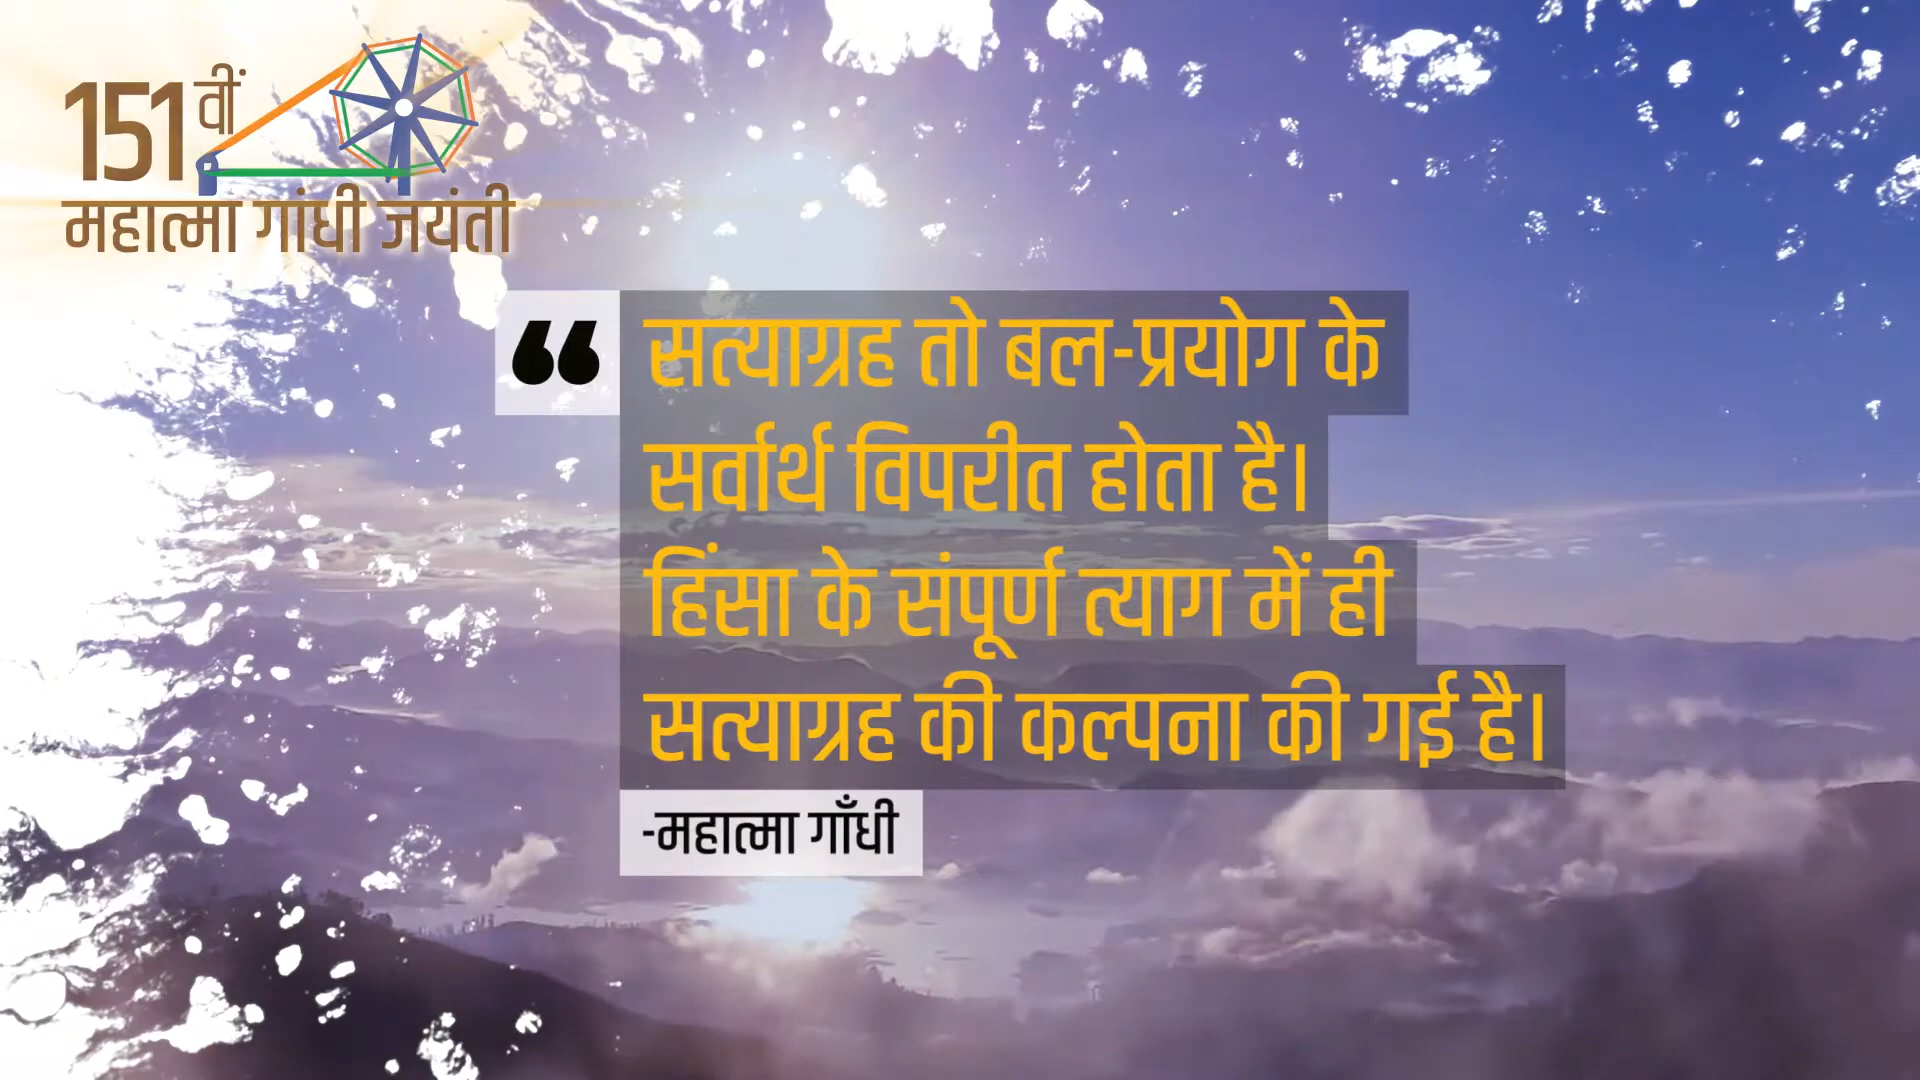 151वीं
महात्मा गांधी जयंती
“ सत्याग्रह तो बल-प्रयोग के
सर्वार्थ विपरीत होता है।
हिंसा के संपूर्ण त्याग में ही
सत्याग्रह की कल्पना की गई है।
-महात्मा गाँधी